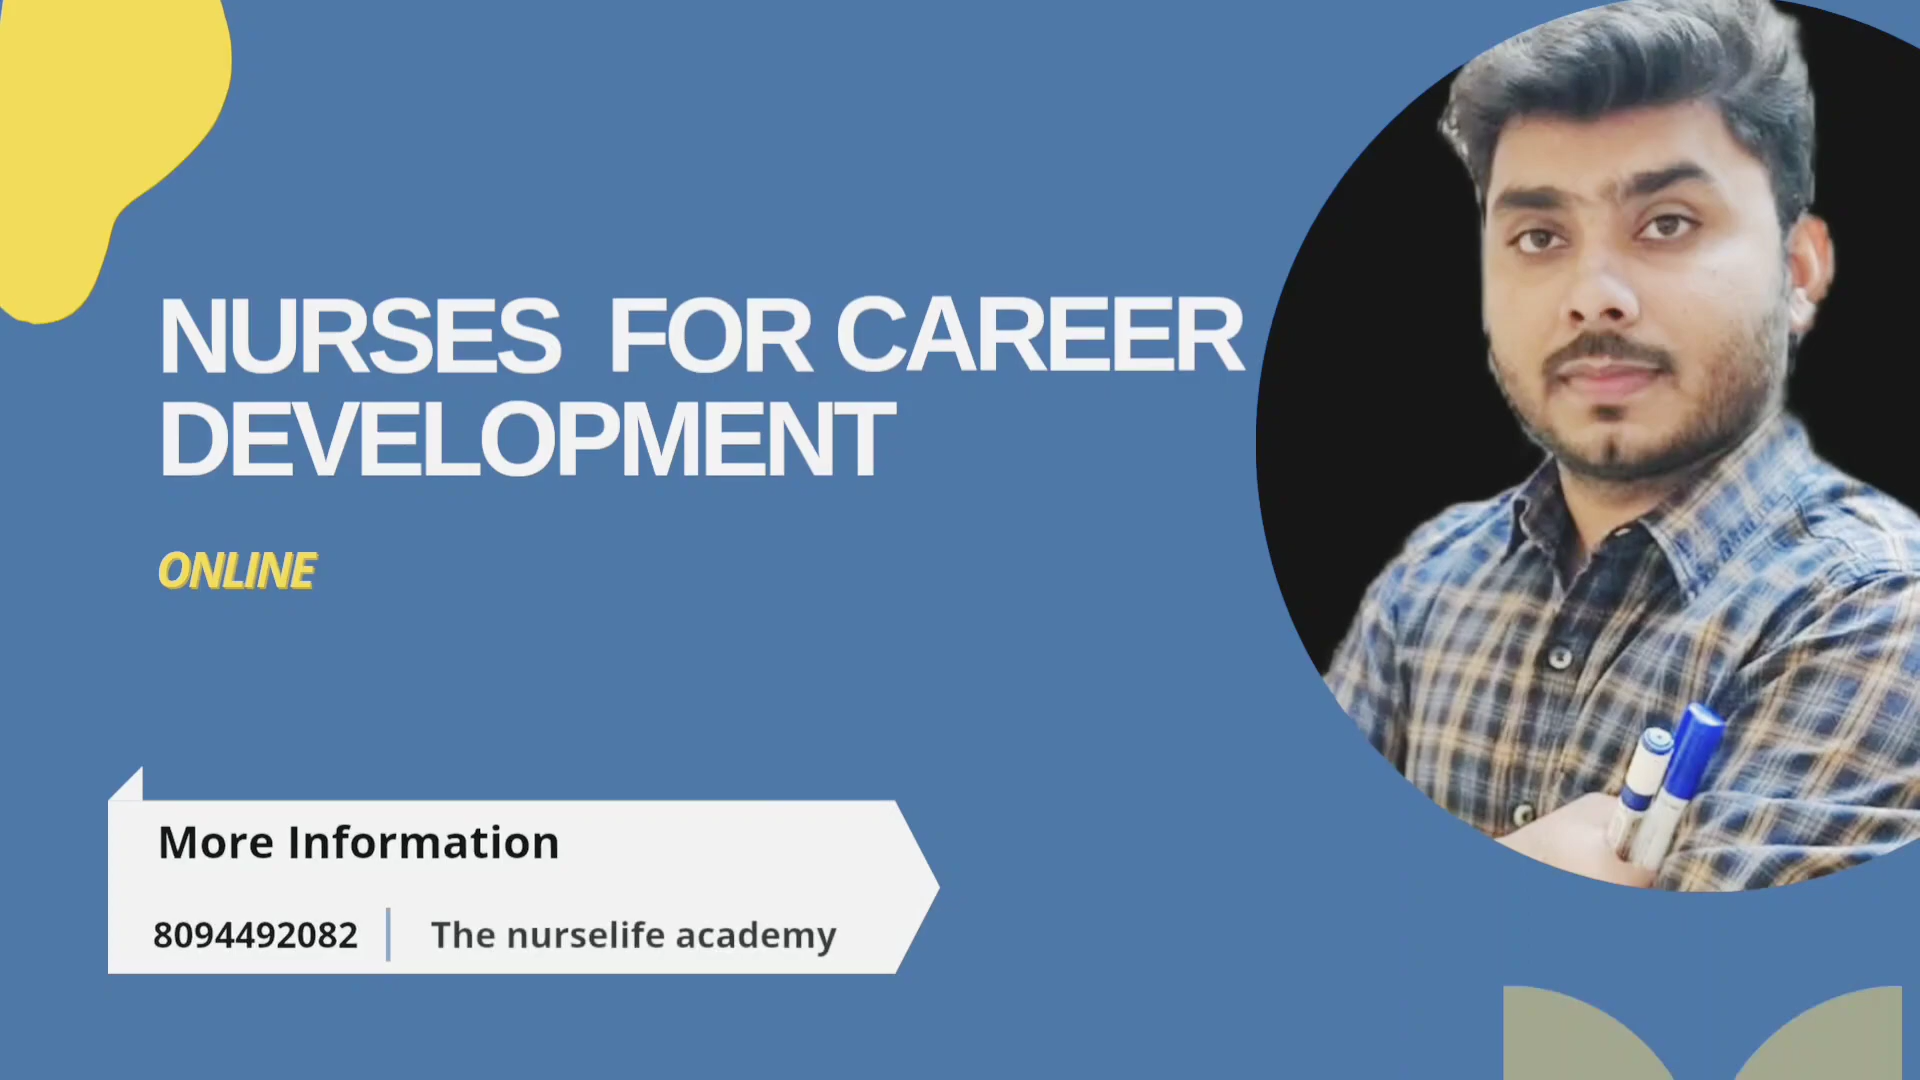 NURSES FOR CAREER
DEVELOPMENT
ONLINE
More Information
8094492082 | The nurselife academy